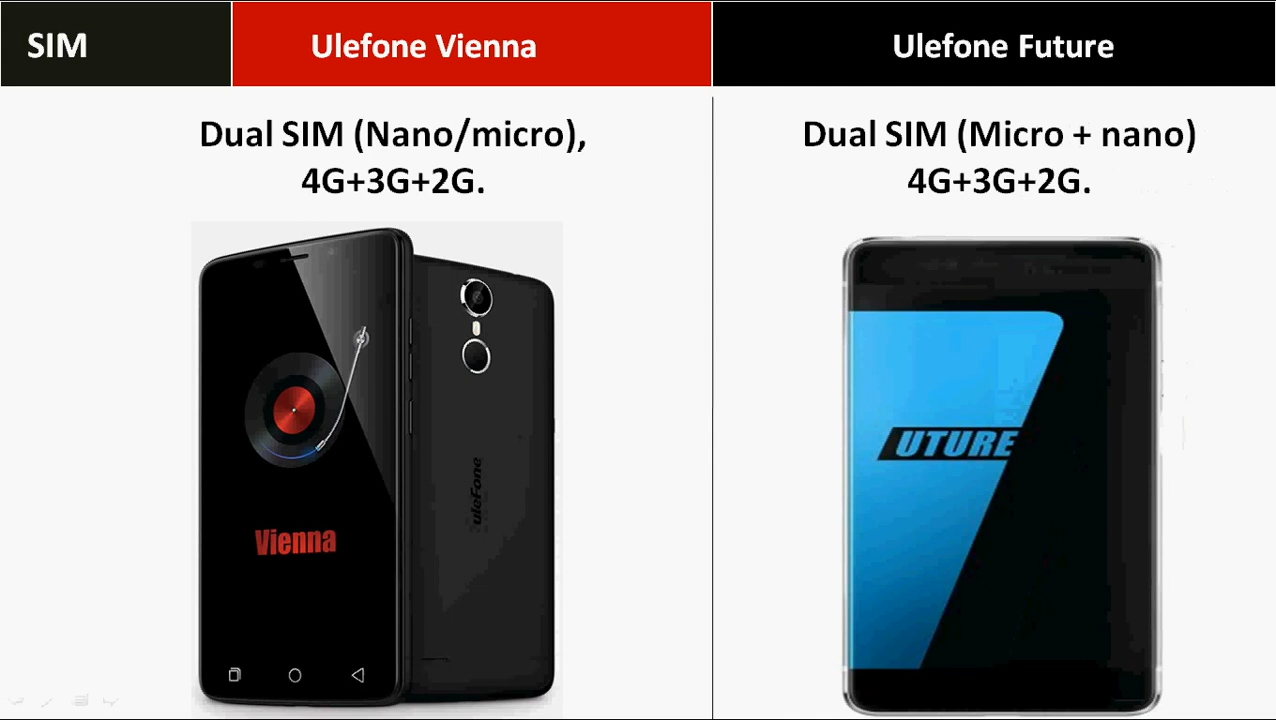 SIM
Ulefone Vienna
Ulefone Future
Dual SIM (Nano/micro),
4G+3G+2G.
Dual SIM (Micro + nano)
4G+3G+2G.
Vienna
uleFone
UTURE